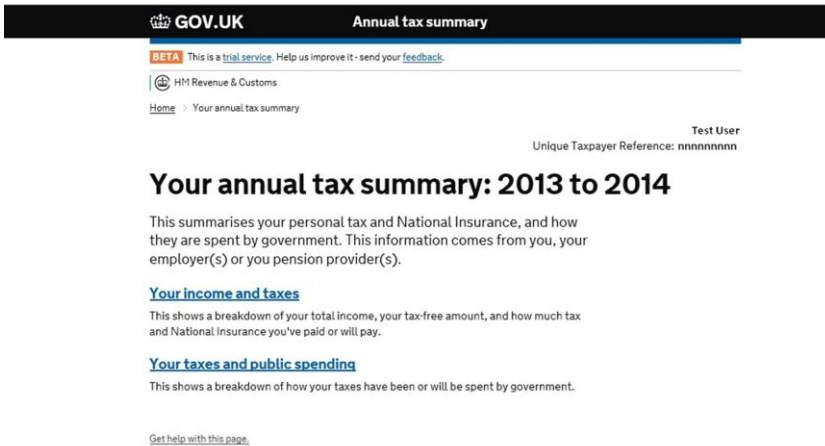 GOV.UK Annual tax summary
BETA This is a trial service. Help us improve it - send your feedback.
HM Revenue & Customs
Home > Your annual tax summary
Test User
Unique Taxpayer Reference: nnnnnnnnn
Your annual tax summary: 2013 to 2014
This summarises your personal tax and National Insurance, and how
they are spent by government. This information comes from you, your
employer(s) or you pension provider(s).
Your income and taxes
This shows a breakdown of your total income, your tax-free amount, and how much tax
and National Insurance you've paid or will pay.
Your taxes and public spending
This shows a breakdown of how your taxes have been or will be spent by government.
Get help with this page.